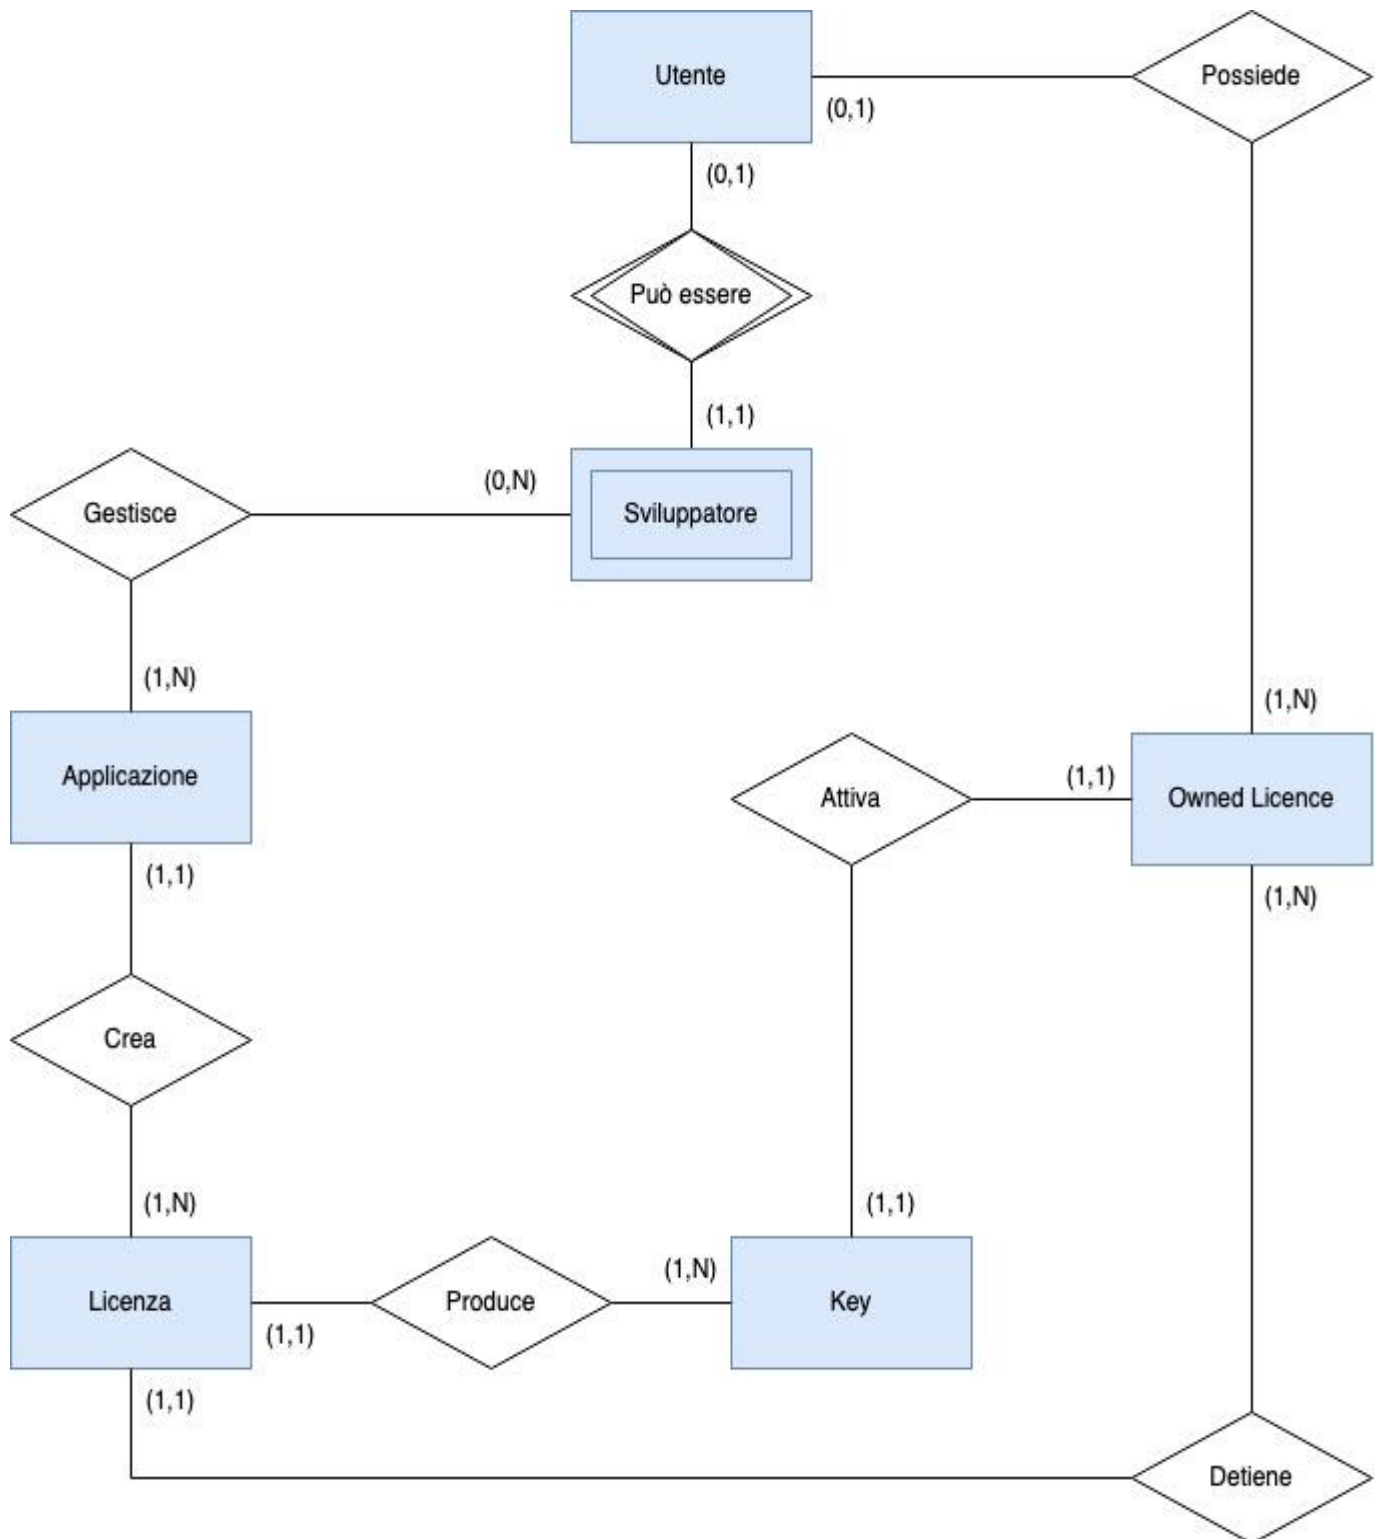 Utente
Possiede
(0,1)
(0,1)
Può essere
(1,1)
(0,N)
Gestisce
Sviluppatore
(1,N)
(1,N)
Applicazione
(1,1)
Attiva
Owned Licence
(1,1)
(1,N)
Crea
(1,N)
(1,1)
(1,N)
Licenza
Produce
Key
(1,1)
(1,1)
Detiene